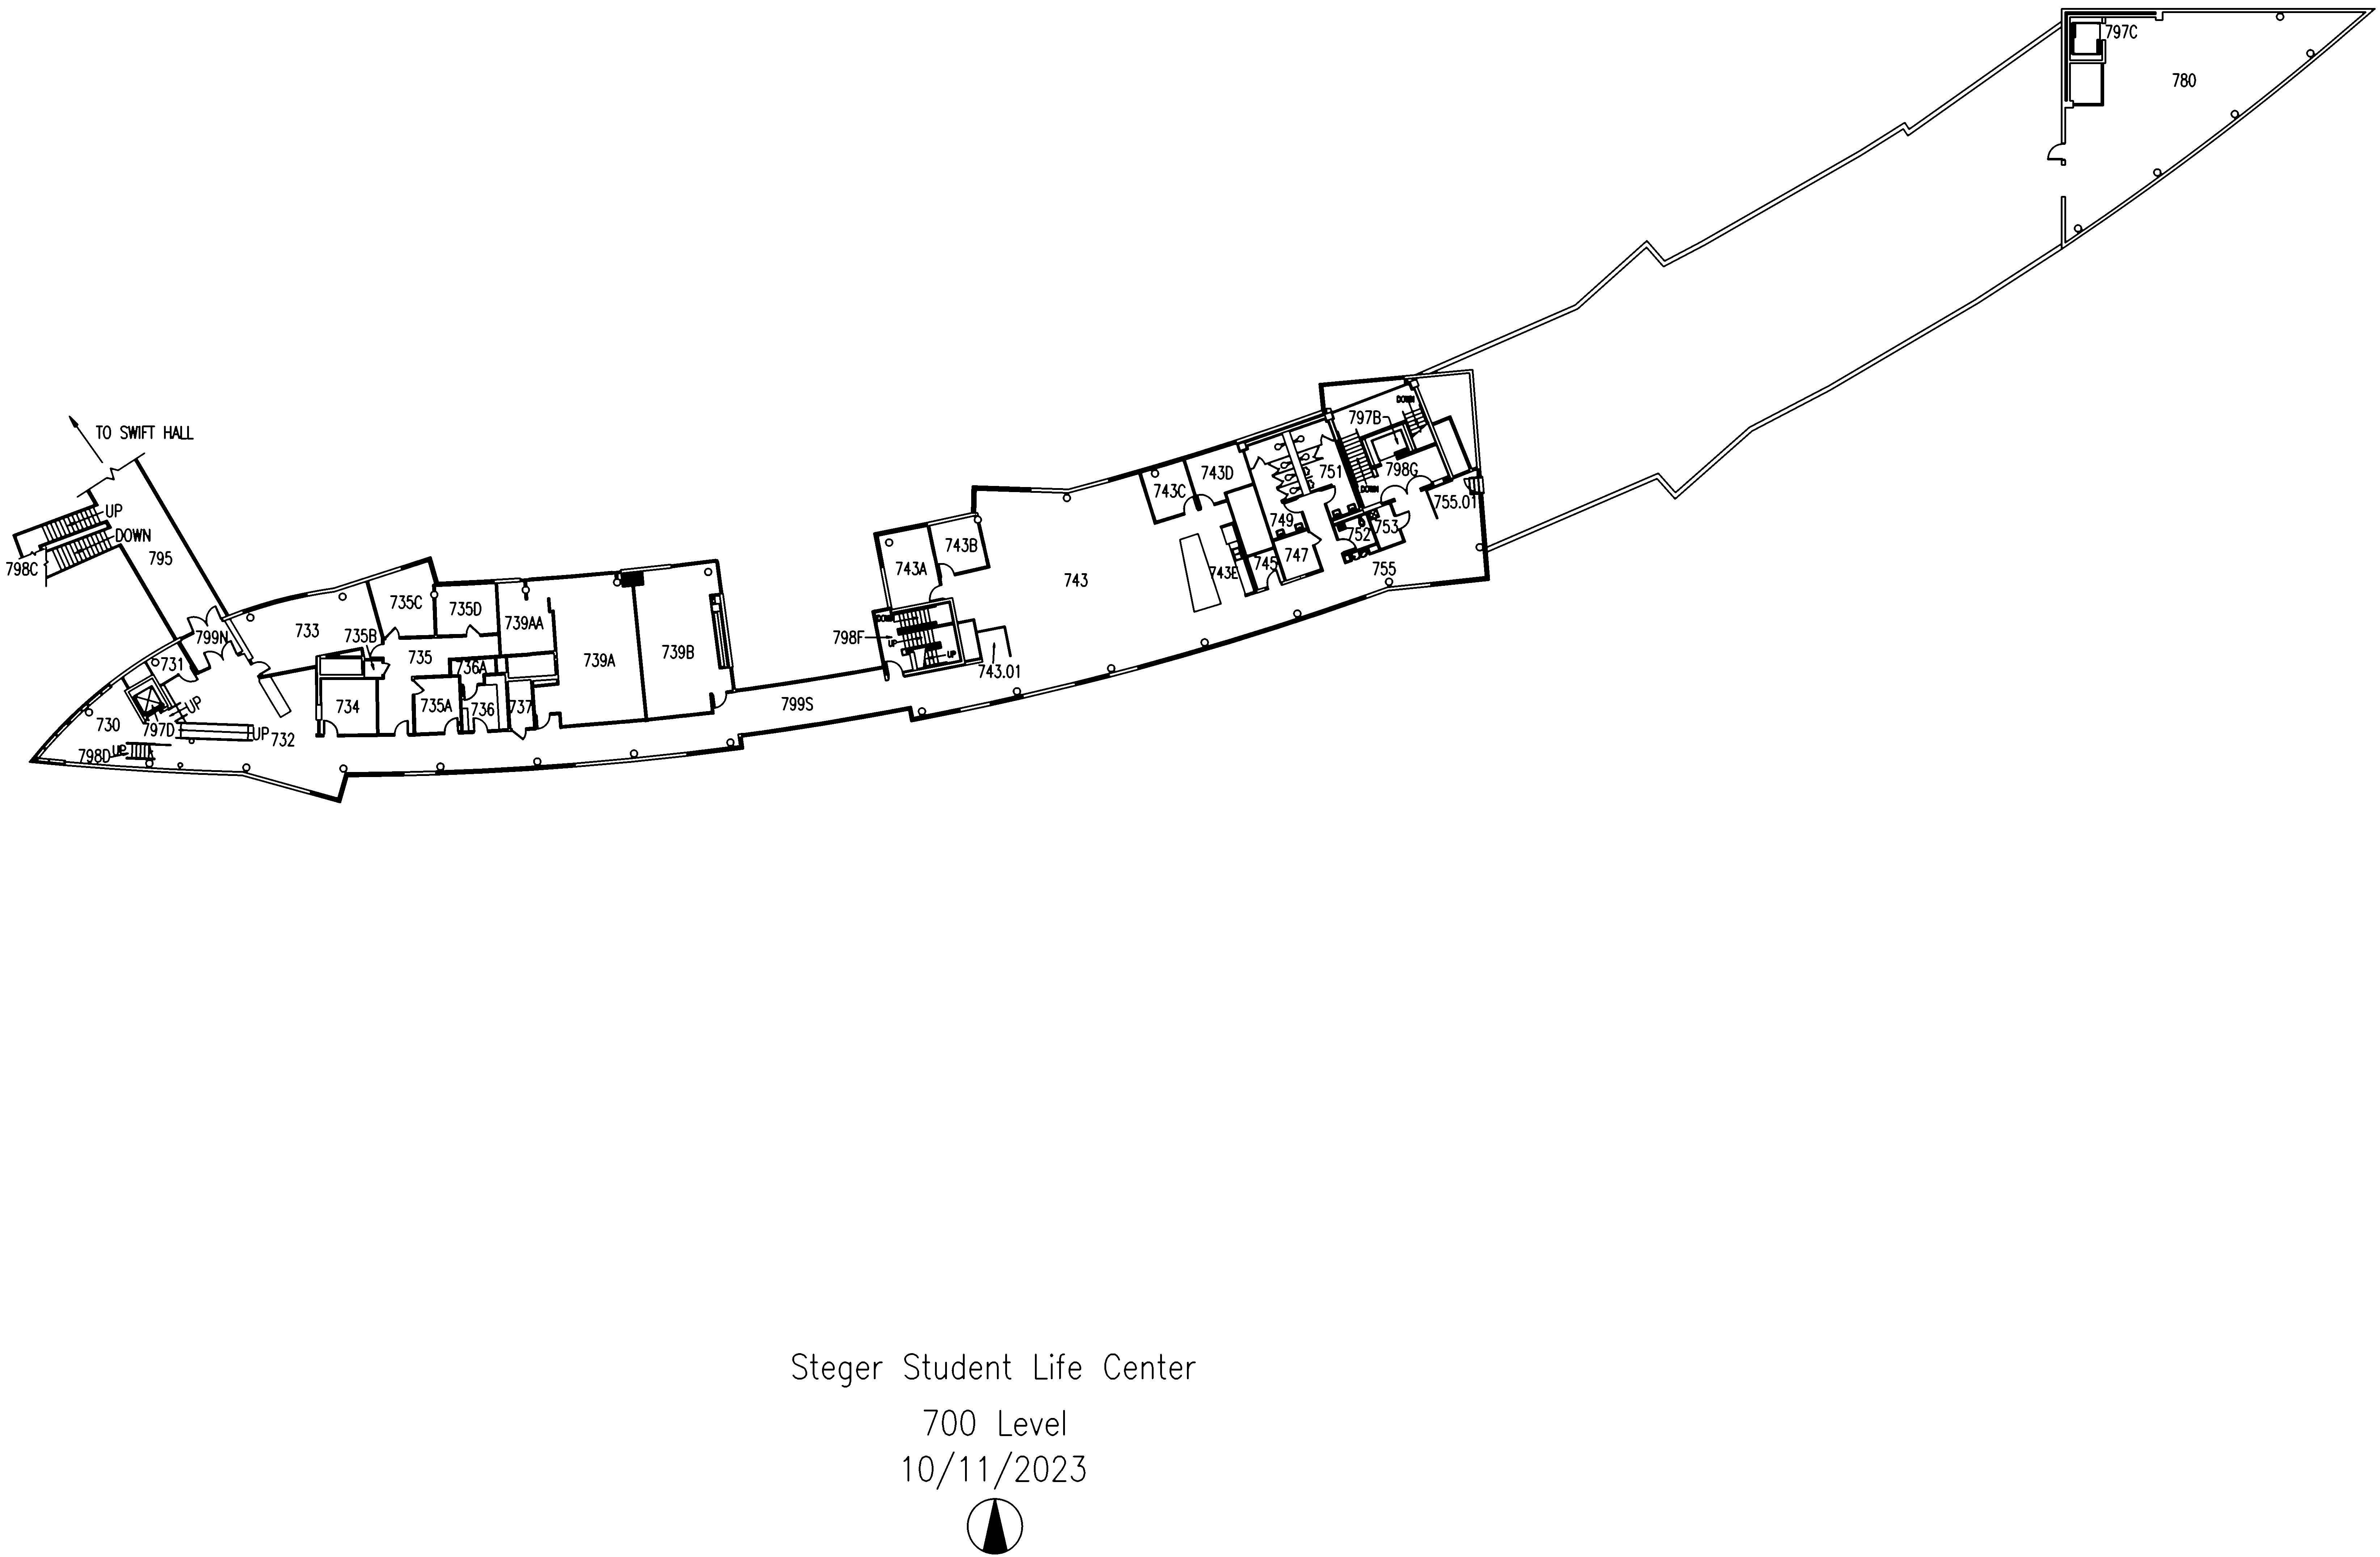 797C
780
TO SWIFT HALL
UP
DOWN
798C
795
799N
731
730
797D
UP
798D
UP
UP
732
733
735B
735C
735D
735
734
735A
736A
736
737
739AA
739A
739B
799S
798F
DOWN
UP
UP
743A
743B
743.01
743
743C
743D
743E
745
747
749
751
752
753
755
755.01
797B
798G
DOWN
DOWN
Steger Student Life Center
700 Level
10/11/2023